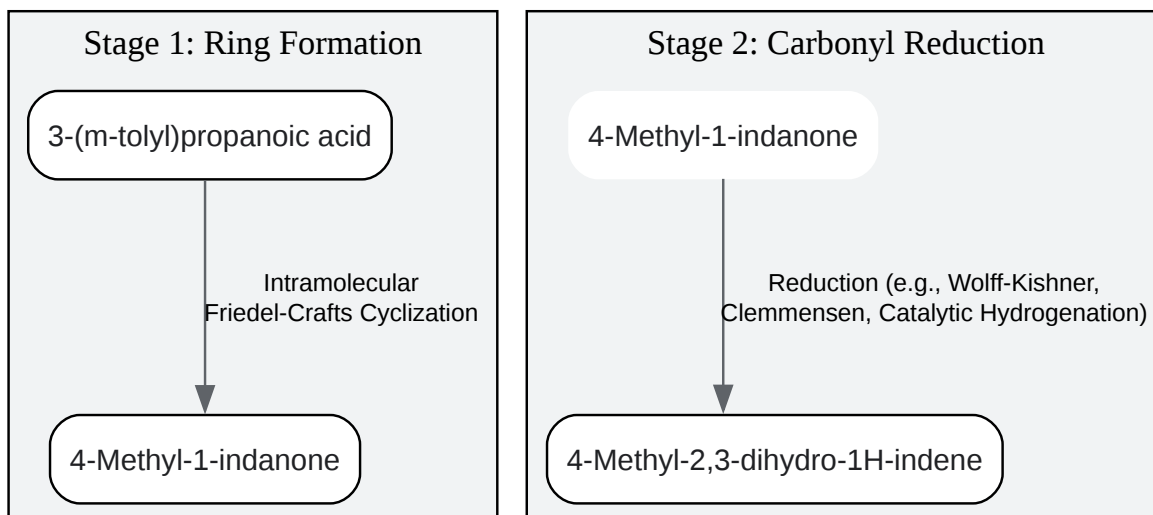 Stage 1: Ring Formation
3-(m-tolyl)propanoic acid
Intramolecular
Friedel-Crafts Cyclization
4-Methyl-1-indanone
Stage 2: Carbonyl Reduction
4-Methyl-1-indanone
Reduction (e.g., Wolff-Kishner,
Clemmensen, Catalytic Hydrogenation)
4-Methyl-2,3-dihydro-1H-indene